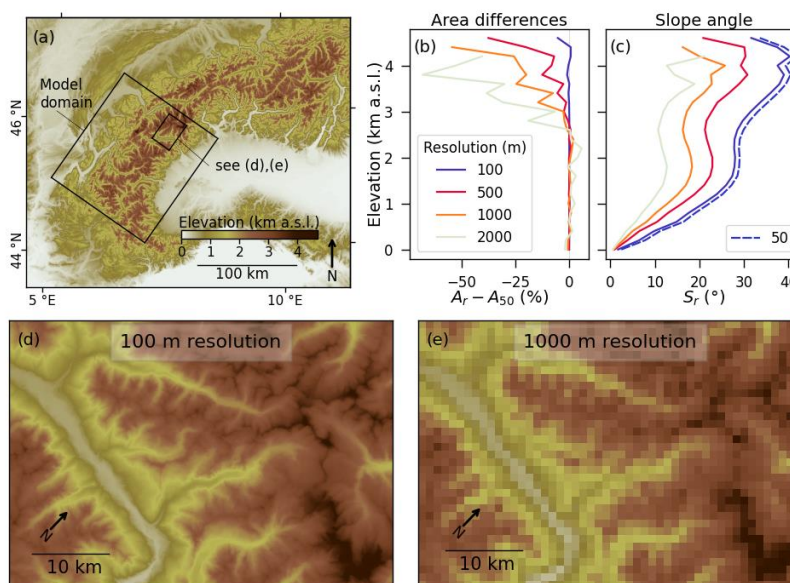 (a)
Model
domain
see (d),(e)
Elevation (km a.s.l.)
0 1 2 3 4
100 km
N
46 °N
44 °N
5 °E
10 °E
Area differences
(b)
Elevation (km a.s.l.)
4
3
2
1
0
Resolution (m)
100
500
1000
2000
−50 −25 0
A_r − A_50 (%)
Slope angle
(c)
50
0 10 20 30 40
S_r (°)
(d)
100 m resolution
N
10 km
(e)
1000 m resolution
N
10 km